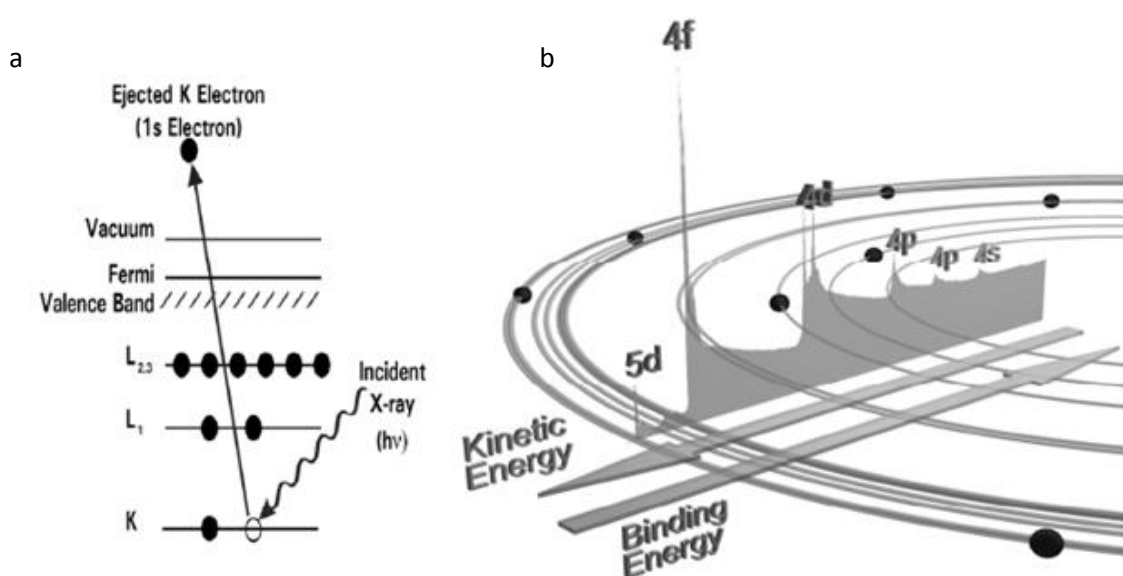 a
Ejected K Electron
(1s Electron)
Vacuum
Fermi
Valence Band
L2,3
L1
K
Incident
X-ray
(hν)
b
4f
4d
4p
4p
4s
5d
Kinetic
Energy
Binding
Energy